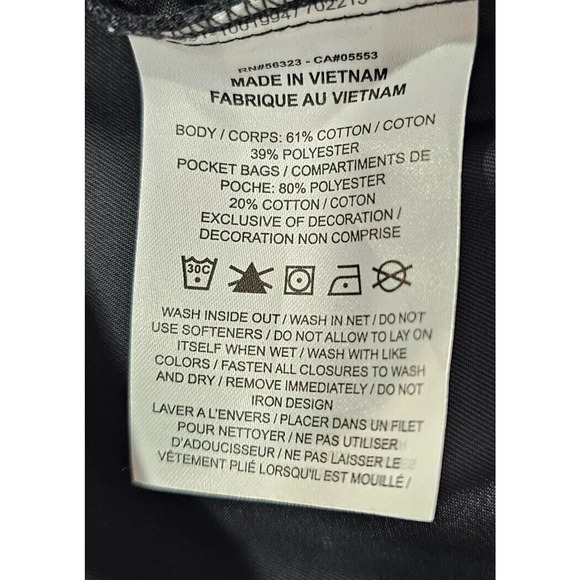 RN#56323 - CA#05553
MADE IN VIETNAM
FABRIQUE AU VIETNAM
BODY / CORPS: 61% COTTON / COTON
39% POLYESTER
POCKET BAGS / COMPARTIMENTS DE
POCHE: 80% POLYESTER
20% COTTON / COTON
EXCLUSIVE OF DECORATION /
DECORATION NON COMPRISE
30C
WASH INSIDE OUT / WASH IN NET / DO NOT
USE SOFTENERS / DO NOT ALLOW TO LAY ON
ITSELF WHEN WET / WASH WITH LIKE
COLORS / FASTEN ALL CLOSURES TO WASH
AND DRY / REMOVE IMMEDIATELY / DO NOT
IRON DESIGN
LAVER A L'ENVERS / PLACER DANS UN FILET
POUR NETTOYER / NE PAS UTILISER
D'ADOUCISSEUR / NE PAS LAISSER LE
VÊTEMENT PLIÉ LORSQU'IL EST MOUILLÉ /